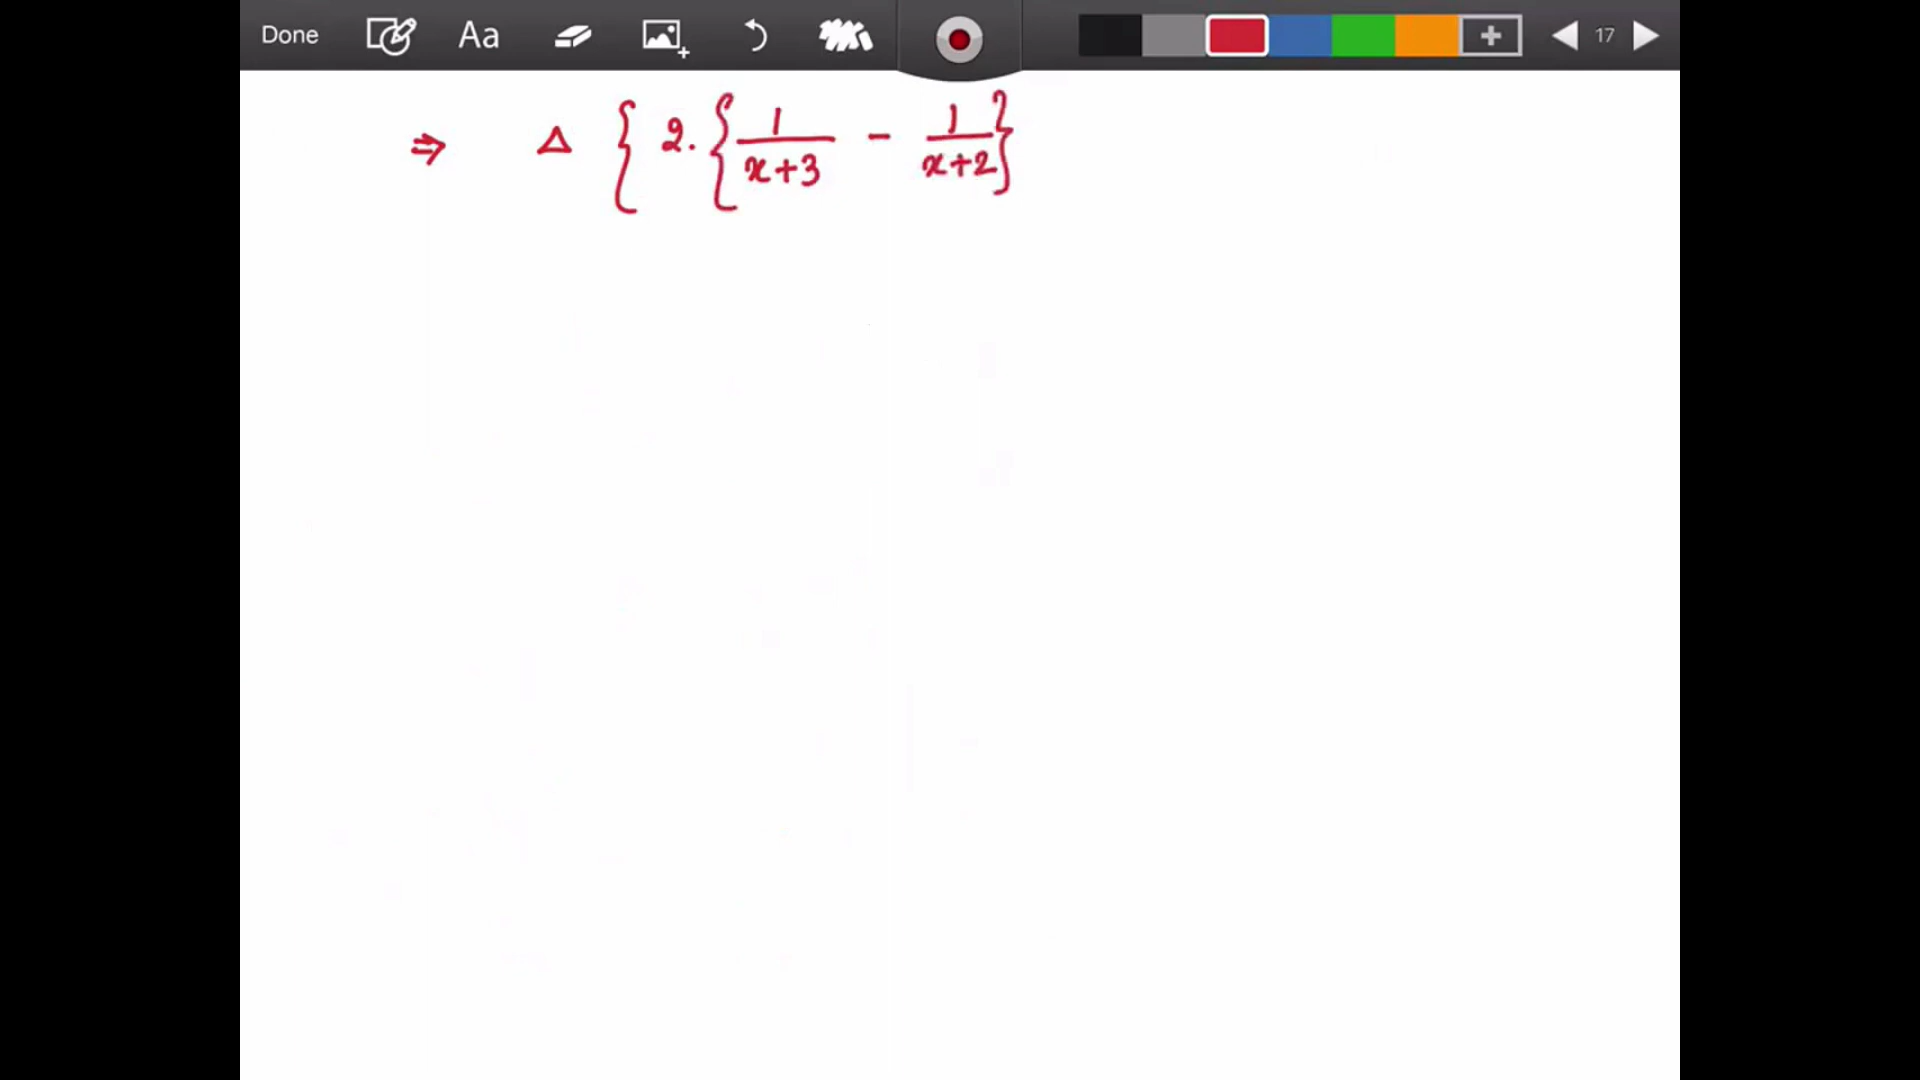 Done Aa 17
⇒ Δ { 2. { 1/(x+3) - 1/(x+2) }